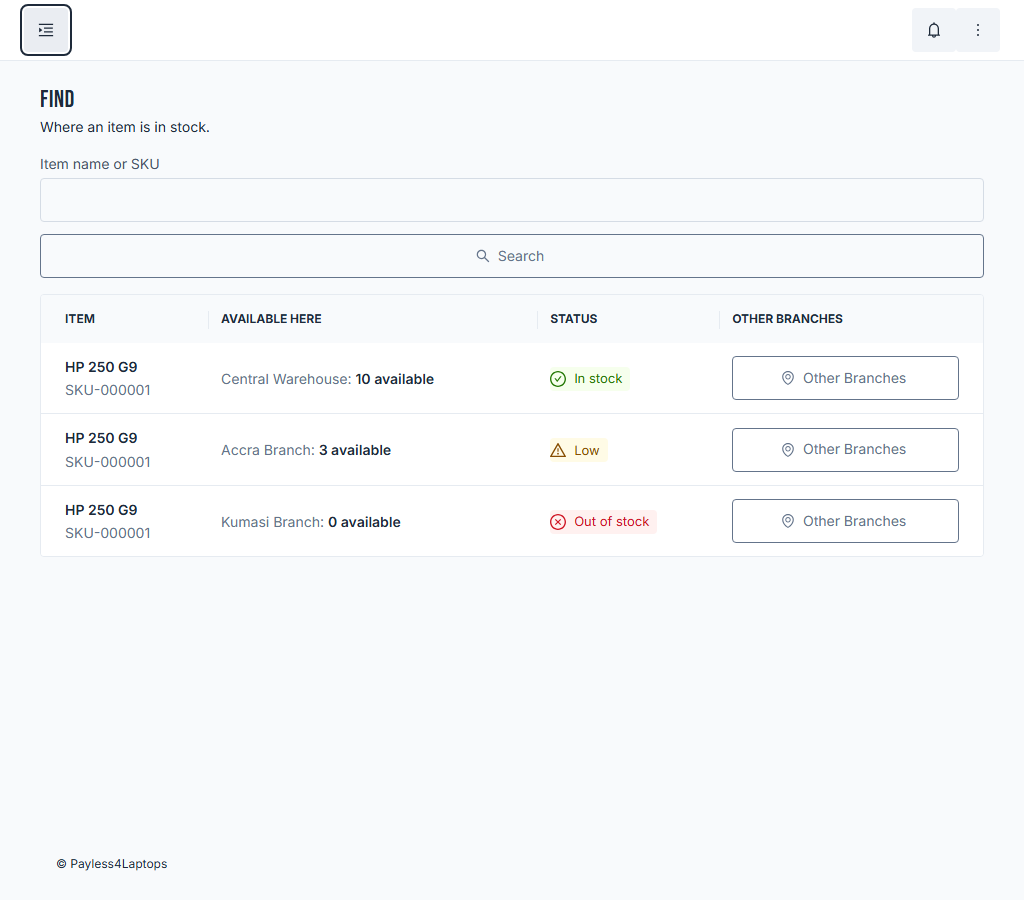 FIND
Where an item is in stock.
Item name or SKU
Search
ITEM AVAILABLE HERE STATUS OTHER BRANCHES
HP 250 G9
SKU-000001
Central Warehouse: 10 available
In stock
Other Branches
HP 250 G9
SKU-000001
Accra Branch: 3 available
Low
Other Branches
HP 250 G9
SKU-000001
Kumasi Branch: 0 available
Out of stock
Other Branches
© Payless4Laptops